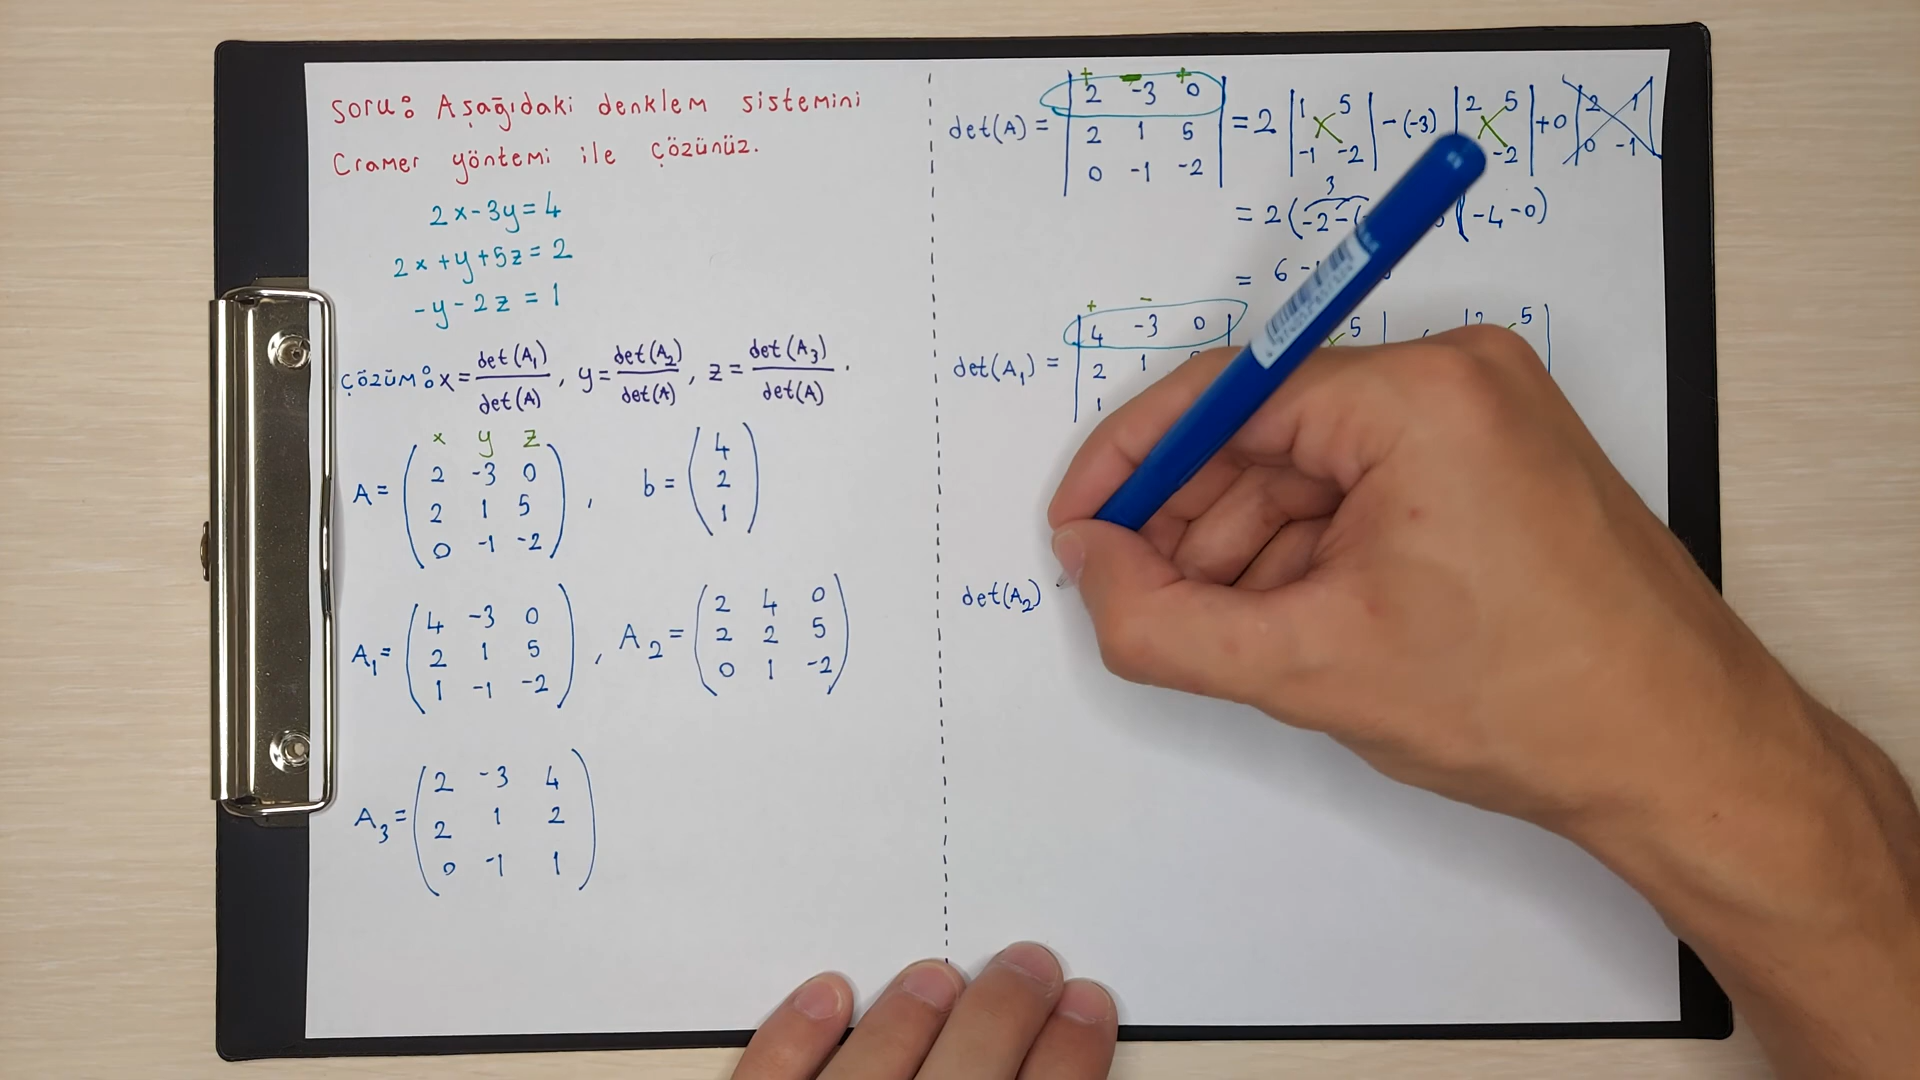 Soru: Aşağıdaki denklem sistemini
Cramer yöntemi ile çözünüz.
2x-3y=4
2x+y+5z=2
-y-2z=1
Çözüm: x = det(A₁)/det(A), y = det(A₂)/det(A), z = det(A₃)/det(A).
x y z
A = ( 2 -3 0
2 1 5
0 -1 -2 ), b = ( 4
2
1 )
A₁ = ( 4 -3 0
2 1 5
1 -1 -2 ), A₂ = ( 2 4 0
2 2 5
0 1 -2 )
A₃ = ( 2 -3 4
2 1 2
0 -1 1 )
+ - +
det(A) = | 2 -3 0
2 1 5
0 -1 -2 | = 2 | 1 5
-1 -2 | -(-3) | 2 5
-2 | +0 | 2 1
0 -1 |
3
= 2(-2-(- (-4-0)
= 6 -
+ -
det(A₁) = | 4 -3 0
2 1
1
5 | | 2 5 |
det(A₂)